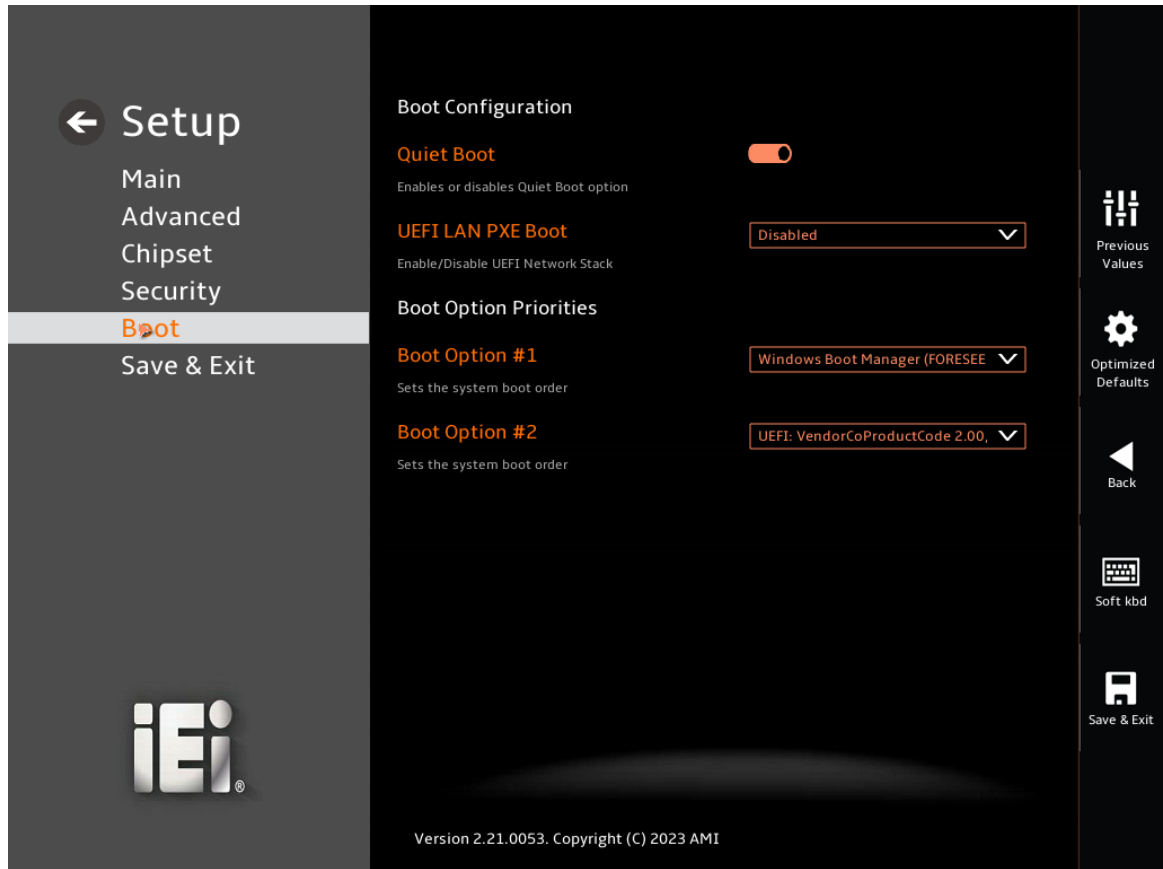 Setup
Main
Advanced
Chipset
Security
Boot
Save & Exit
iEi®
Boot Configuration
Quiet Boot
Enables or disables Quiet Boot option
UEFI LAN PXE Boot
Disabled
Enable/Disable UEFI Network Stack
Boot Option Priorities
Boot Option #1
Windows Boot Manager (FORESEE
Sets the system boot order
Boot Option #2
UEFI: VendorCoProductCode 2.00,
Sets the system boot order
Version 2.21.0053. Copyright (C) 2023 AMI
Previous
Values
Optimized
Defaults
Back
Soft kbd
Save & Exit